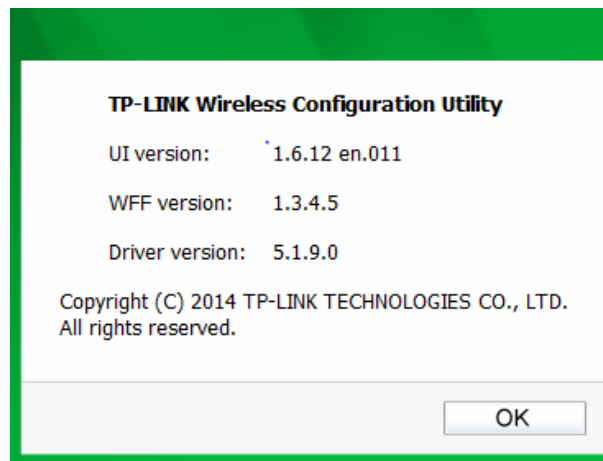 TP-LINK Wireless Configuration Utility
UI version: 1.6.12 en.011
WFF version: 1.3.4.5
Driver version: 5.1.9.0
Copyright (C) 2014 TP-LINK TECHNOLOGIES CO., LTD.
All rights reserved.
OK